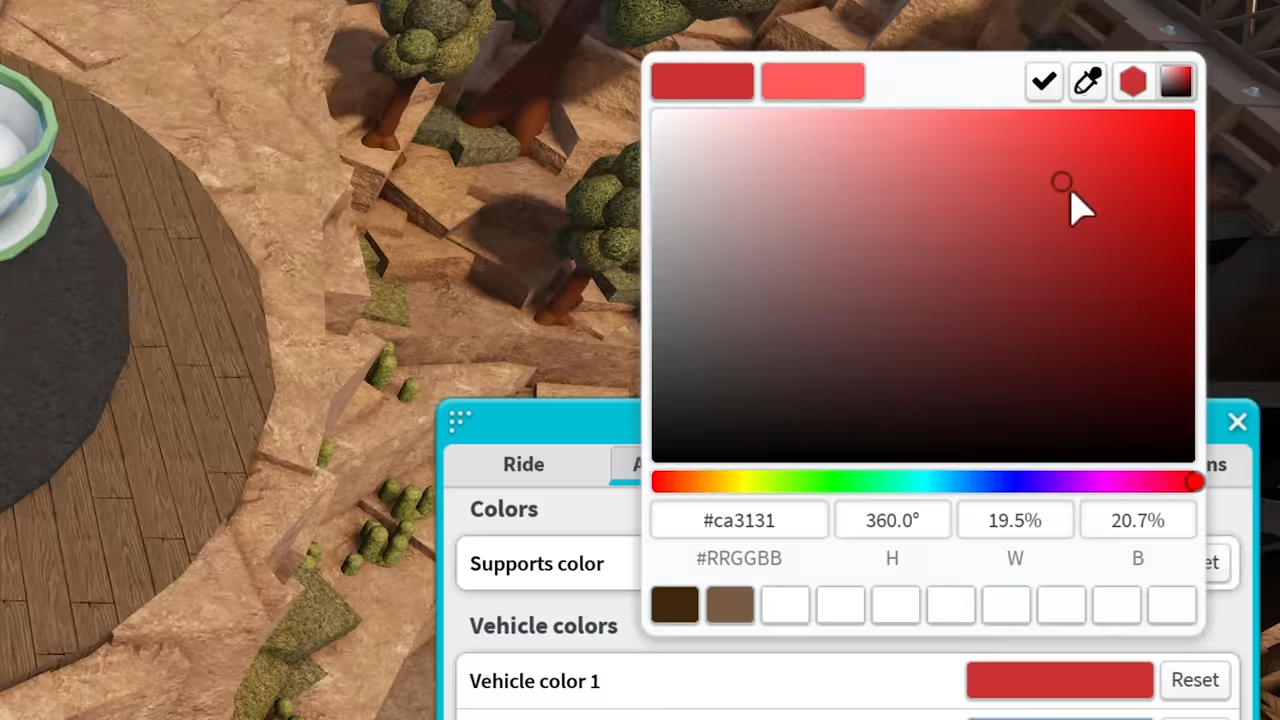 #ca3131 360.0° 19.5% 20.7%
#RRGGBB H W B
Ride
Colors
Supports color
Vehicle colors
Vehicle color 1 Reset